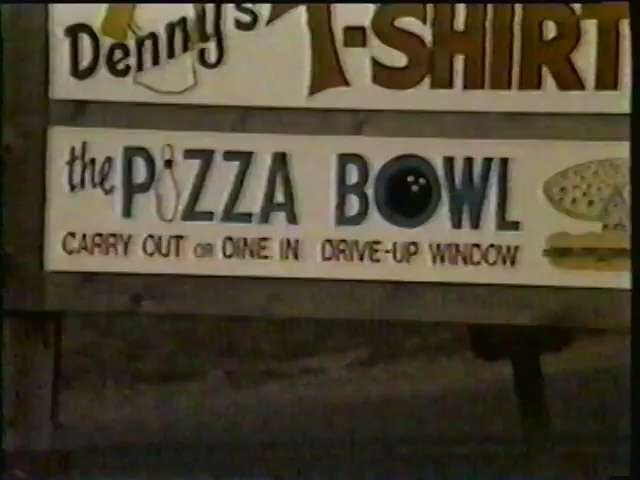 Denny's T-SHIRT
the PIZZA BOWL
CARRY OUT OR DINE IN DRIVE-UP WINDOW